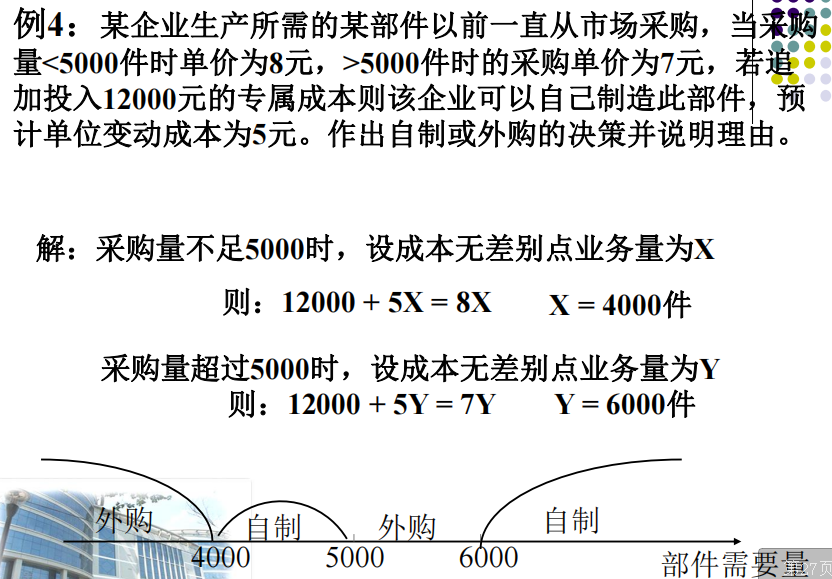 例4：某企业生产所需的某部件以前一直从市场采购，当采购
量<5000件时单价为8元，>5000件时的采购单价为7元，若追
加投入12000元的专属成本则该企业可以自己制造此部件，预
计单位变动成本为5元。作出自制或外购的决策并说明理由。
解：采购量不足5000时，设成本无差别点业务量为X
则：12000 + 5X = 8X X = 4000件
采购量超过5000时，设成本无差别点业务量为Y
则：12000 + 5Y = 7Y Y = 6000件
外购 自制 外购 自制
4000 5000 6000 部件需要量
第27页